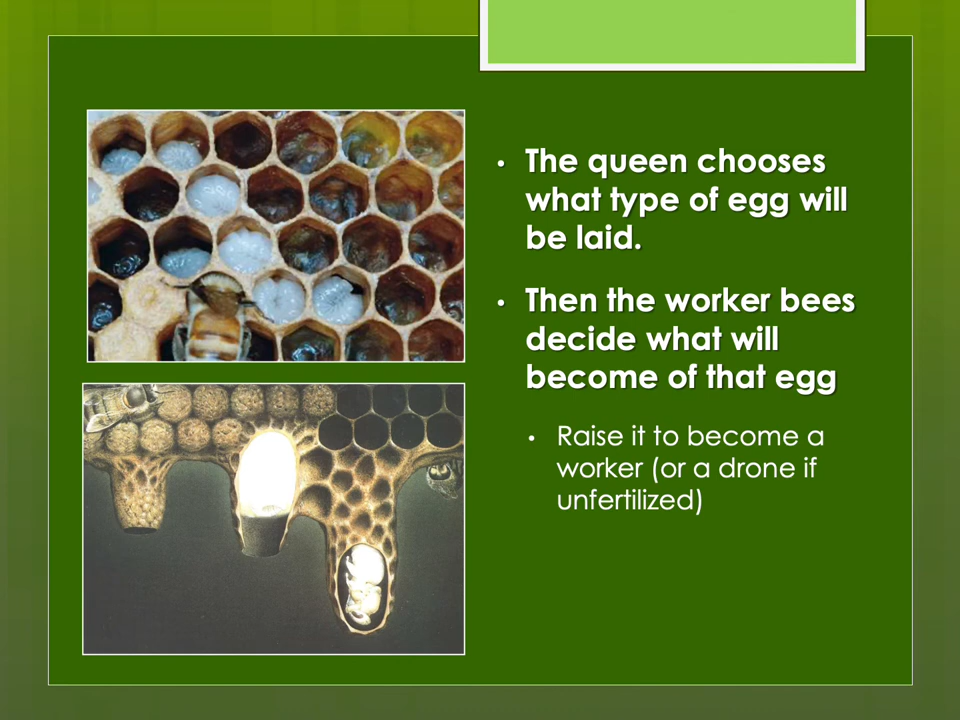 • The queen chooses
what type of egg will
be laid.
• Then the worker bees
decide what will
become of that egg
• Raise it to become a
worker (or a drone if
unfertilized)